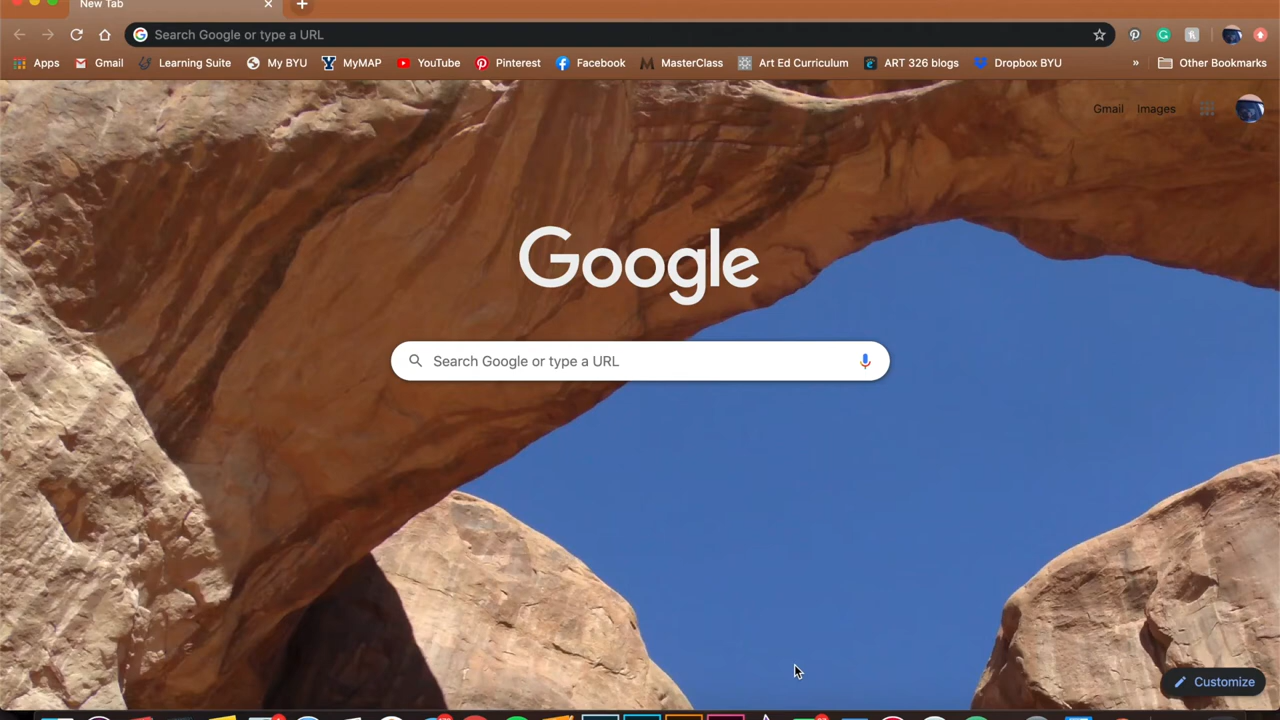 New Tab
Search Google or type a URL
Apps Gmail Learning Suite My BYU MyMAP YouTube Pinterest Facebook MasterClass Art Ed Curriculum ART 326 blogs Dropbox BYU » Other Bookmarks
Gmail Images
Google
Search Google or type a URL
Customize